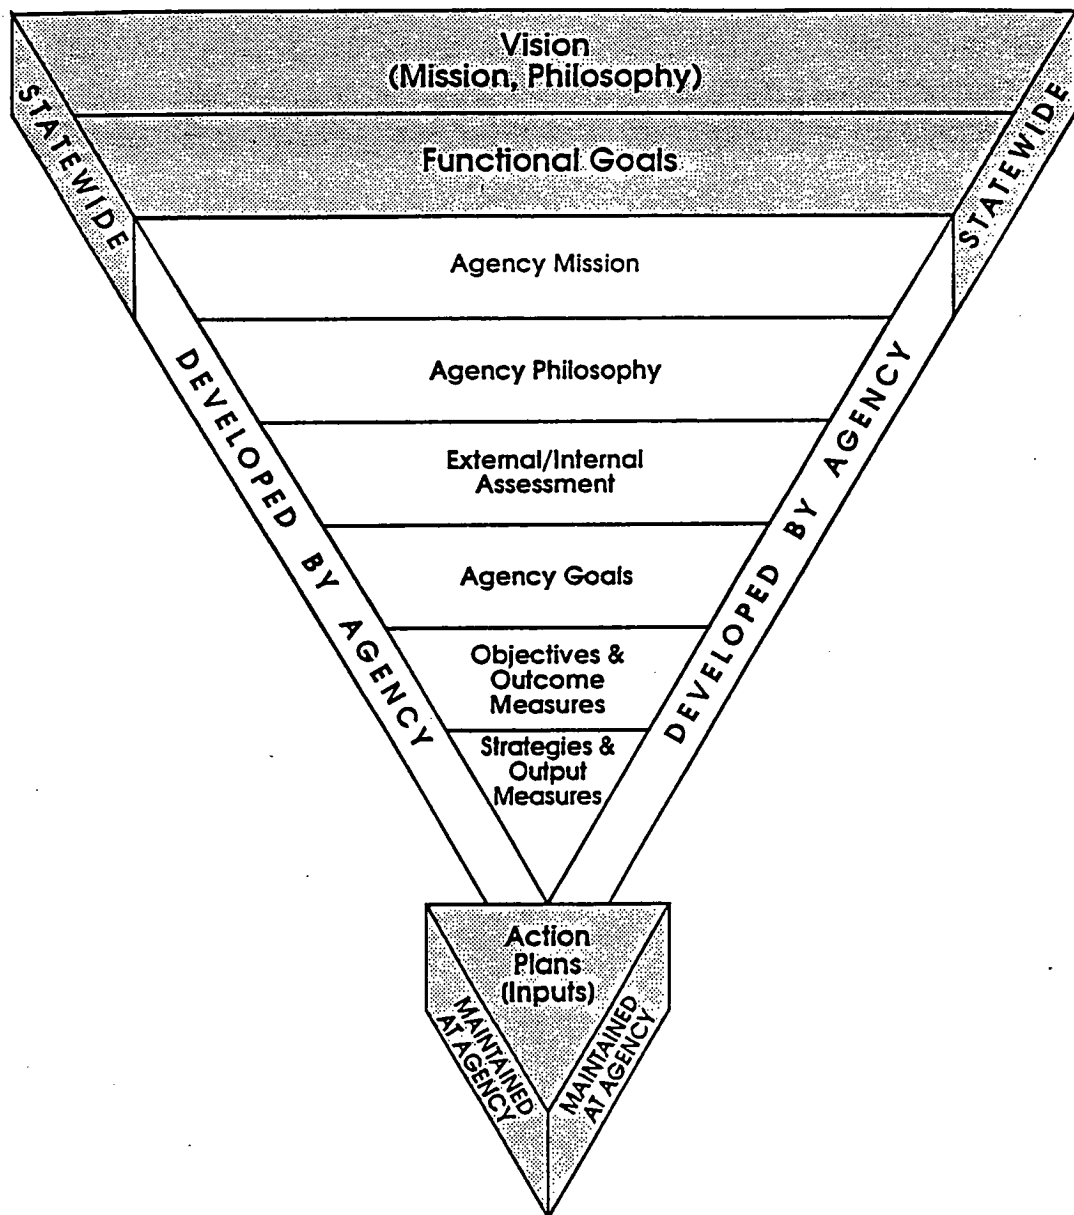 Vision
(Mission, Philosophy)
STATEWIDE
STATEWIDE
Functional Goals
Agency Mission
Agency Philosophy
External/Internal
Assessment
Agency Goals
Objectives &
Outcome
Measures
Strategies &
Output
Measures
DEVELOPED BY AGENCY
DEVELOPED BY AGENCY
Action
Plans
(Inputs)
MAINTAINED
AT AGENCY
MAINTAINED
AT AGENCY